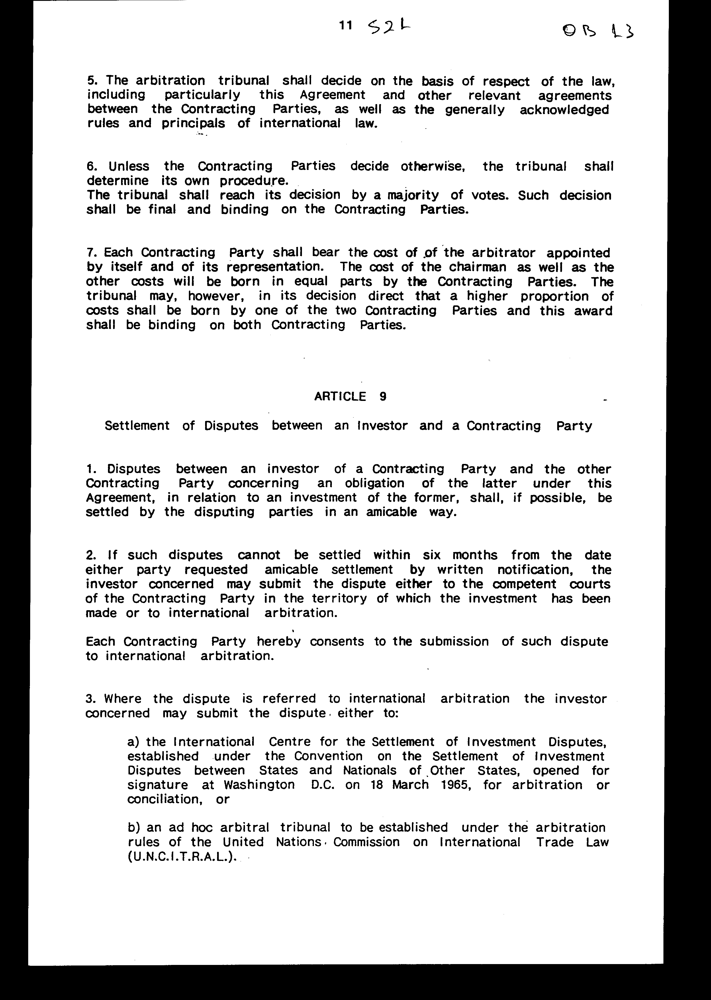 11 S2L OB L3
5. The arbitration tribunal shall decide on the basis of respect of the law,
including particularly this Agreement and other relevant agreements
between the Contracting Parties, as well as the generally acknowledged
rules and principals of international law.
6. Unless the Contracting Parties decide otherwise, the tribunal shall
determine its own procedure.
The tribunal shall reach its decision by a majority of votes. Such decision
shall be final and binding on the Contracting Parties.
7. Each Contracting Party shall bear the cost of of the arbitrator appointed
by itself and of its representation. The cost of the chairman as well as the
other costs will be born in equal parts by the Contracting Parties. The
tribunal may, however, in its decision direct that a higher proportion of
costs shall be born by one of the two Contracting Parties and this award
shall be binding on both Contracting Parties.
ARTICLE 9
Settlement of Disputes between an Investor and a Contracting Party
1. Disputes between an investor of a Contracting Party and the other
Contracting Party concerning an obligation of the latter under this
Agreement, in relation to an investment of the former, shall, if possible, be
settled by the disputing parties in an amicable way.
2. If such disputes cannot be settled within six months from the date
either party requested amicable settlement by written notification, the
investor concerned may submit the dispute either to the competent courts
of the Contracting Party in the territory of which the investment has been
made or to international arbitration.
Each Contracting Party hereby consents to the submission of such dispute
to international arbitration.
3. Where the dispute is referred to international arbitration the investor
concerned may submit the dispute either to:
a) the International Centre for the Settlement of Investment Disputes,
established under the Convention on the Settlement of Investment
Disputes between States and Nationals of Other States, opened for
signature at Washington D.C. on 18 March 1965, for arbitration or
conciliation, or
b) an ad hoc arbitral tribunal to be established under the arbitration
rules of the United Nations Commission on International Trade Law
(U.N.C.I.T.R.A.L.).